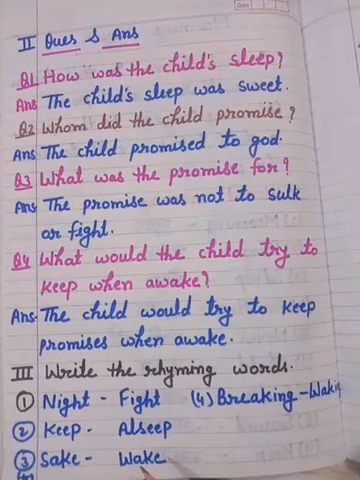 Date
II Ques & Ans
Q1 How was the child's sleep?
Ans The child's sleep was sweet.
Q2 Whom did the child promise?
Ans The child promised to god.
Q3 What was the promise for?
Ans The promise was not to sulk
or fight.
Q4 What would the child try to
keep when awake?
Ans- The child would try to keep
promises when awake.
III Write the rhyming words.
① Night - Fight (4) Breaking - Waking
② Keep - Alseep
③ Sake - Wake